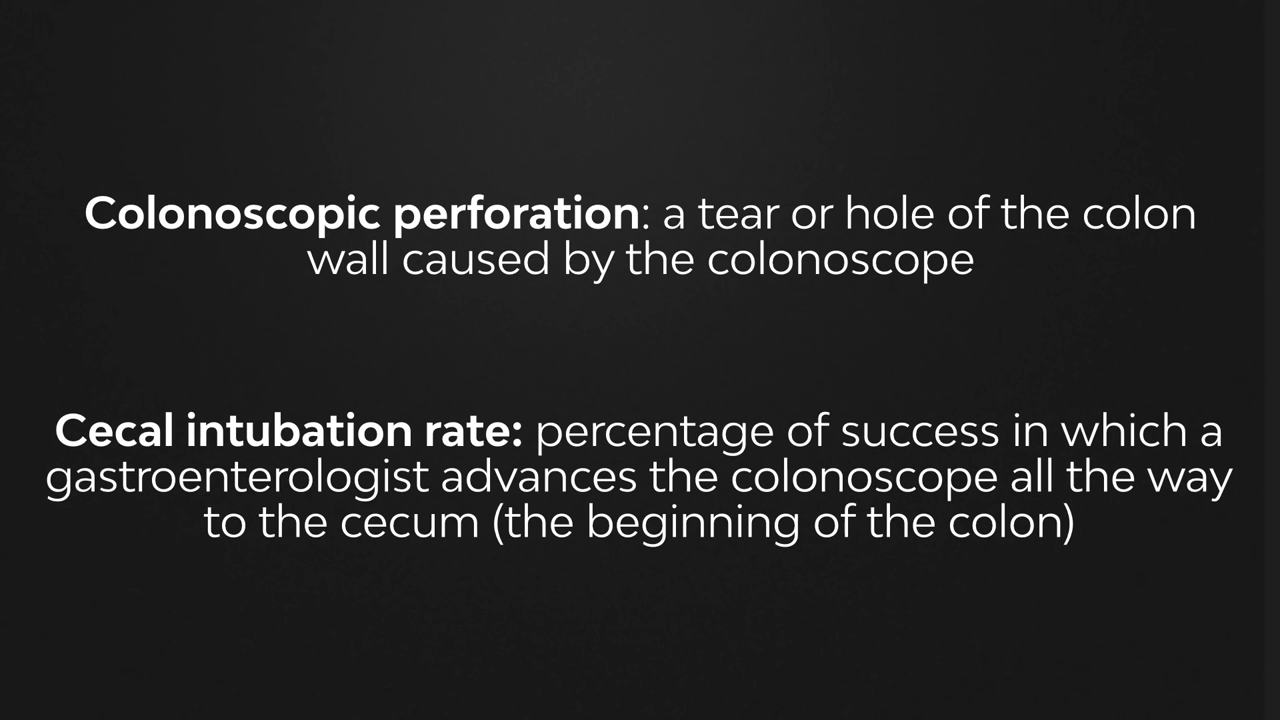 Colonoscopic perforation: a tear or hole of the colon
wall caused by the colonoscope
Cecal intubation rate: percentage of success in which a
gastroenterologist advances the colonoscope all the way
to the cecum (the beginning of the colon)